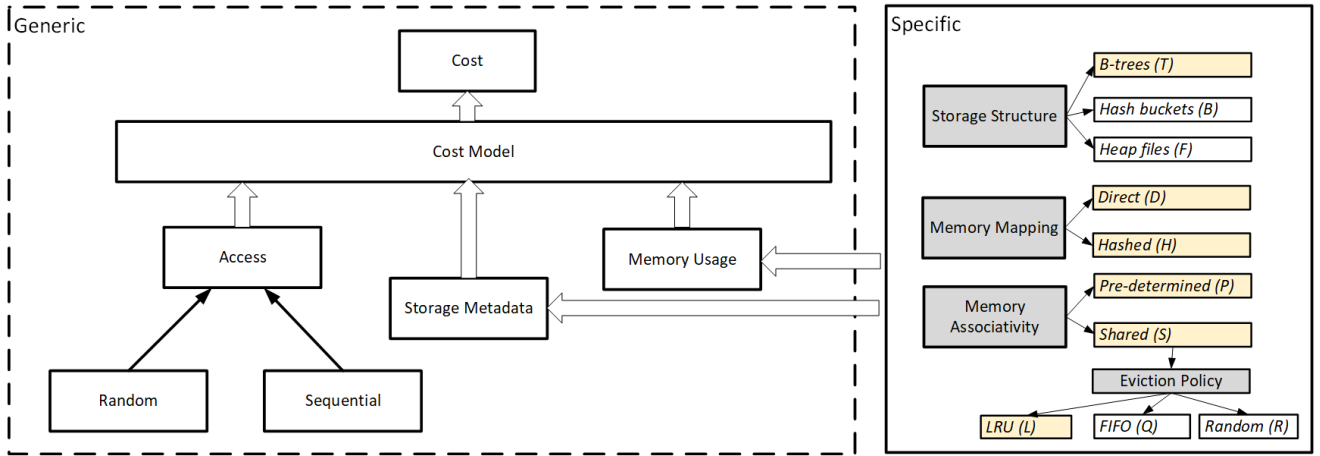 Generic
Cost
Cost Model
Access
Memory Usage
Storage Metadata
Random
Sequential
Specific
Storage Structure
B-trees (T)
Hash buckets (B)
Heap files (F)
Memory Mapping
Direct (D)
Hashed (H)
Memory
Associativity
Pre-determined (P)
Shared (S)
Eviction Policy
LRU (L)
FIFO (Q)
Random (R)